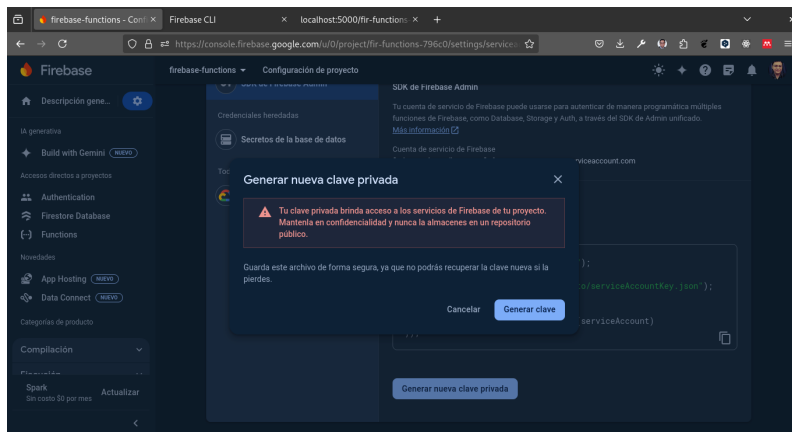 firebase-functions - Conf
Firebase CLI
localhost:5000/fir-functions
https://console.firebase.google.com/u/0/project/fir-functions-796c0/settings/servicea
Firebase
firebase-functions
Configuración de proyecto
Descripción gene...
IA generativa
Build with Gemini
NUEVO
Accesos directos a proyectos
Authentication
Firestore Database
Functions
Novedades
App Hosting
NUEVO
Data Connect
NUEVO
Categorías de producto
Compilación
Spark
Sin costo $0 por mes
Actualizar
SDK de Firebase Admin
Credenciales heredadas
Secretos de la base de datos
SDK de Firebase Admin
Tu cuenta de servicio de Firebase puede usarse para autenticar de manera programática múltiples
funciones de Firebase, como Database, Storage y Auth, a través del SDK de Admin unificado.
Más información
Cuenta de servicio de Firebase
viceaccount.com
Generar nueva clave privada
Tu clave privada brinda acceso a los servicios de Firebase de tu proyecto.
Mantenla en confidencialidad y nunca la almacenes en un repositorio
público.
Guarda este archivo de forma segura, ya que no podrás recuperar la clave nueva si la
pierdes.
Cancelar
Generar clave
);
o/serviceAccountKey.json");
serviceAccount)
Generar nueva clave privada